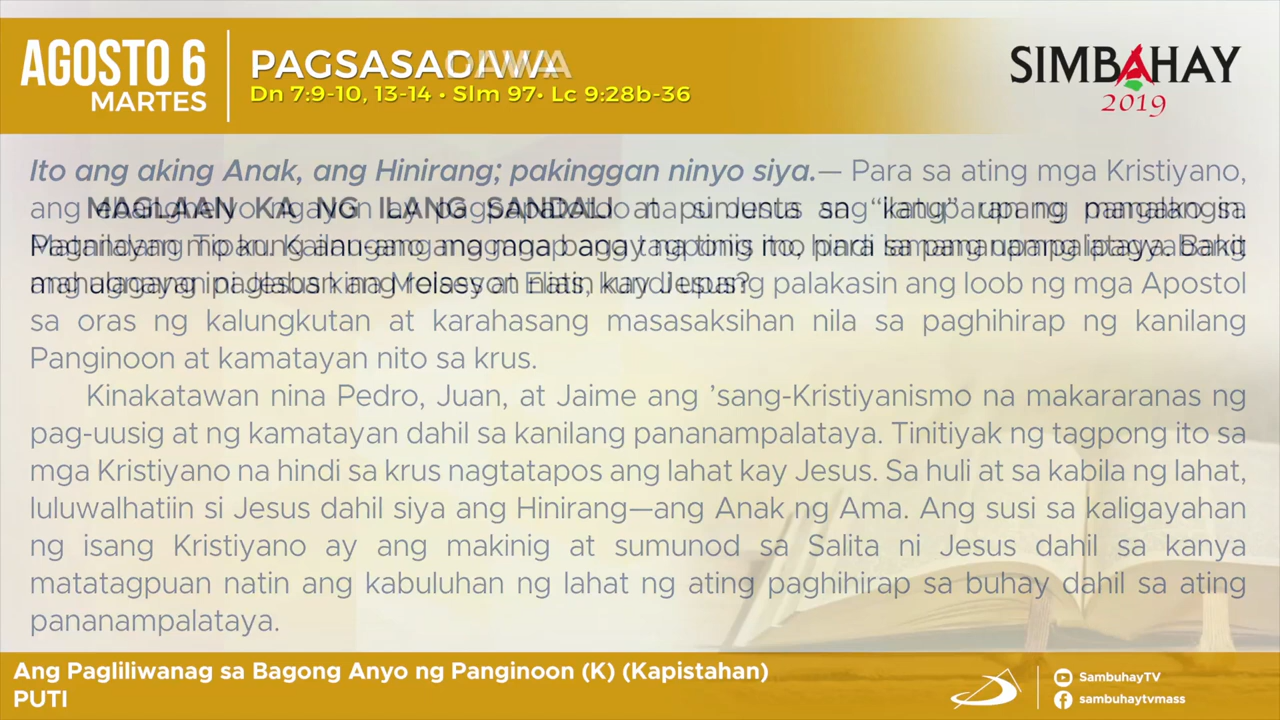 AGOSTO 6
MARTES
PAGSASA
Dn 7:9-10, 13-14 • Slm 97• Lc 9:28b-36
SIMBAHAY
2019
Ito ang aking Anak, ang Hinirang; pakinggan ninyo siya.— Para sa ating mga Kristiyano,
MAGLAAN KA NG ILANG SANDALI
palakasin ang loob ng mga Apostol
sa oras ng kalungkutan at karahasang masasaksihan nila sa paghihirap ng kanilang
Panginoon at kamatayan nito sa krus.
Kinakatawan nina Pedro, Juan, at Jaime ang ’sang-Kristiyanismo na makararanas ng
pag-uusig at ng kamatayan dahil sa kanilang pananampalataya. Tinitiyak ng tagpong ito sa
mga Kristiyano na hindi sa krus nagtatapos ang lahat kay Jesus. Sa huli at sa kabila ng lahat,
luluwalhatiin si Jesus dahil siya ang Hinirang—ang Anak ng Ama. Ang susi sa kaligayahan
ng isang Kristiyano ay ang makinig at sumunod sa Salita ni Jesus dahil sa kanya
matatagpuan natin ang kabuluhan ng lahat ng ating paghihirap sa buhay dahil sa ating
pananampalataya.
Ang Pagliliwanag sa Bagong Anyo ng Panginoon (K) (Kapistahan)
PUTI
SambuhayTV
sambuhaytvmass